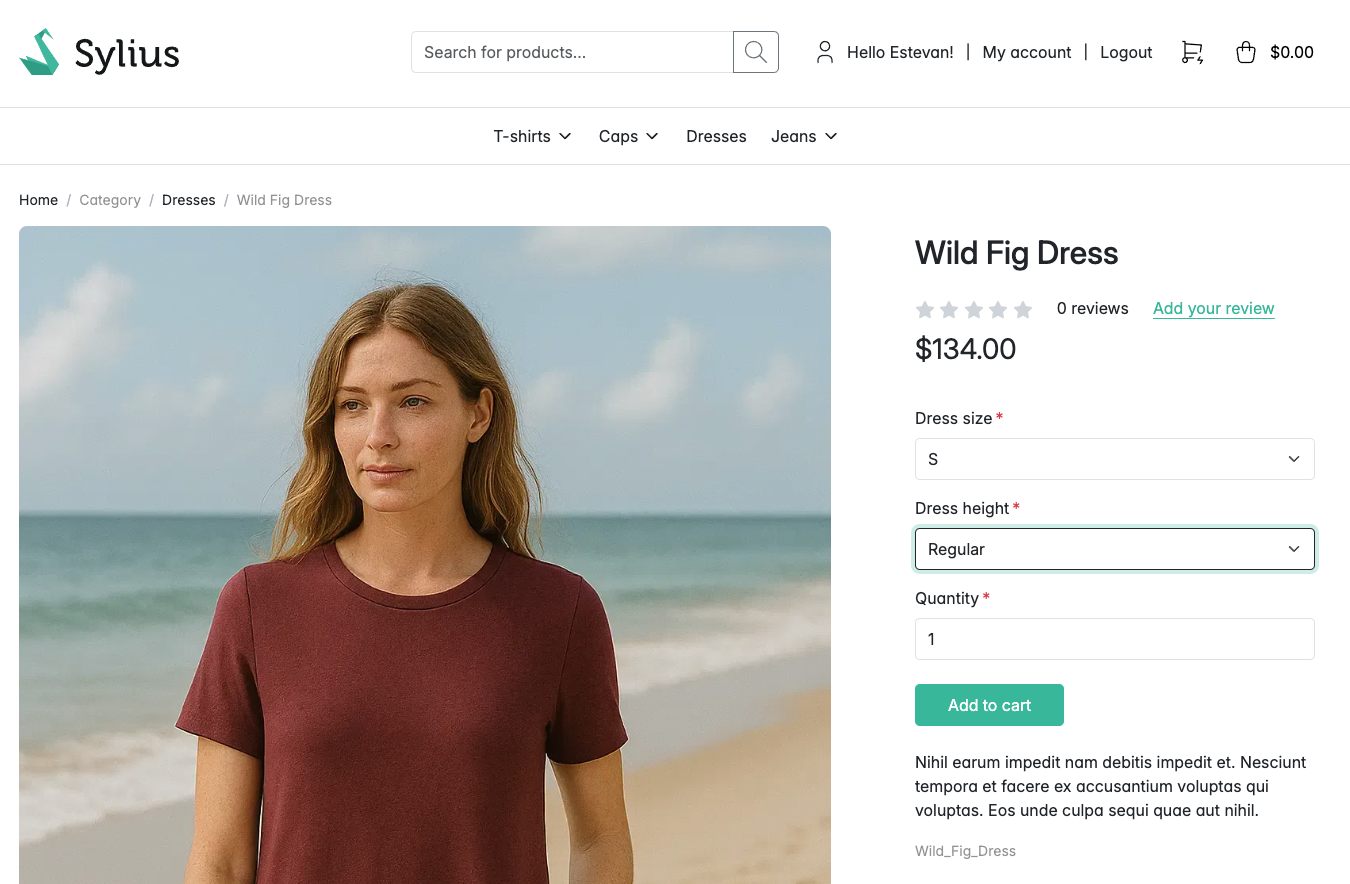 Sylius
Search for products...
Hello Estevan! | My account | Logout
$0.00
T-shirts Caps Dresses Jeans
Home / Category / Dresses / Wild Fig Dress
Wild Fig Dress
0 reviews Add your review
$134.00
Dress size *
S
Dress height *
Regular
Quantity *
1
Add to cart
Nihil earum impedit nam debitis impedit et. Nesciunt
tempora et facere ex accusantium voluptas qui
voluptas. Eos unde culpa sequi quae aut nihil.
Wild_Fig_Dress